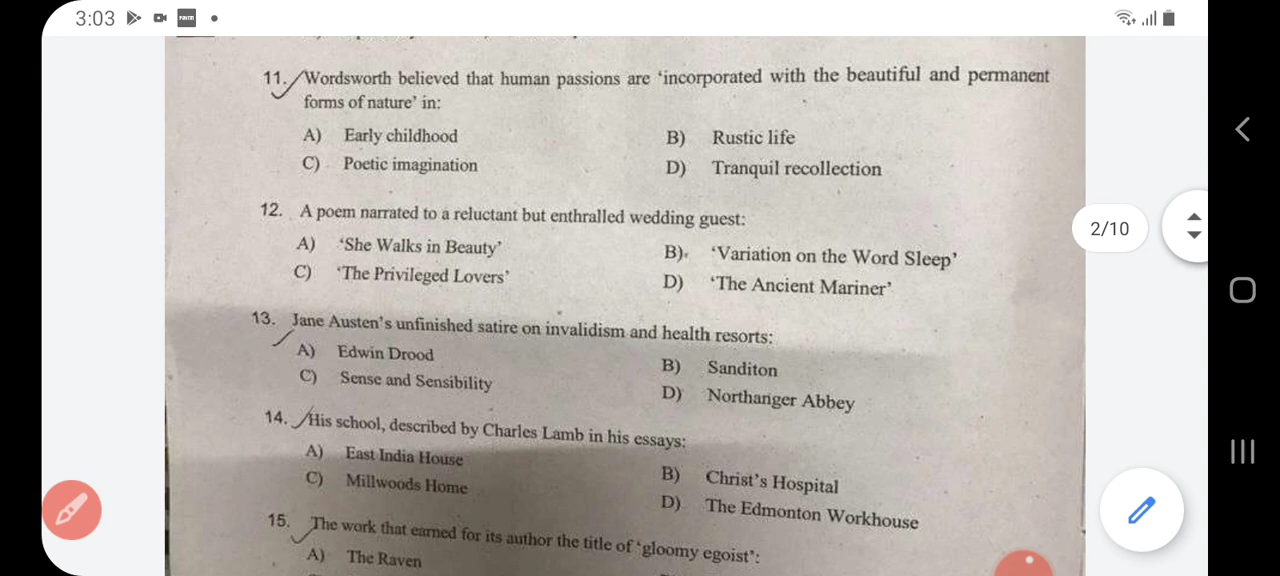 3:03
11. Wordsworth believed that human passions are ‘incorporated with the beautiful and permanent
forms of nature’ in:
A) Early childhood
B) Rustic life
C) Poetic imagination
D) Tranquil recollection
12. A poem narrated to a reluctant but enthralled wedding guest:
A) ‘She Walks in Beauty’
B) ‘Variation on the Word Sleep’
C) ‘The Privileged Lovers’
D) ‘The Ancient Mariner’
2/10
13. Jane Austen’s unfinished satire on invalidism and health resorts:
A) Edwin Drood
B) Sanditon
C) Sense and Sensibility
D) Northanger Abbey
14. His school, described by Charles Lamb in his essays:
A) East India House
B) Christ’s Hospital
C) Millwoods Home
D) The Edmonton Workhouse
15. The work that earned for its author the title of ‘gloomy egoist’:
A) The Raven